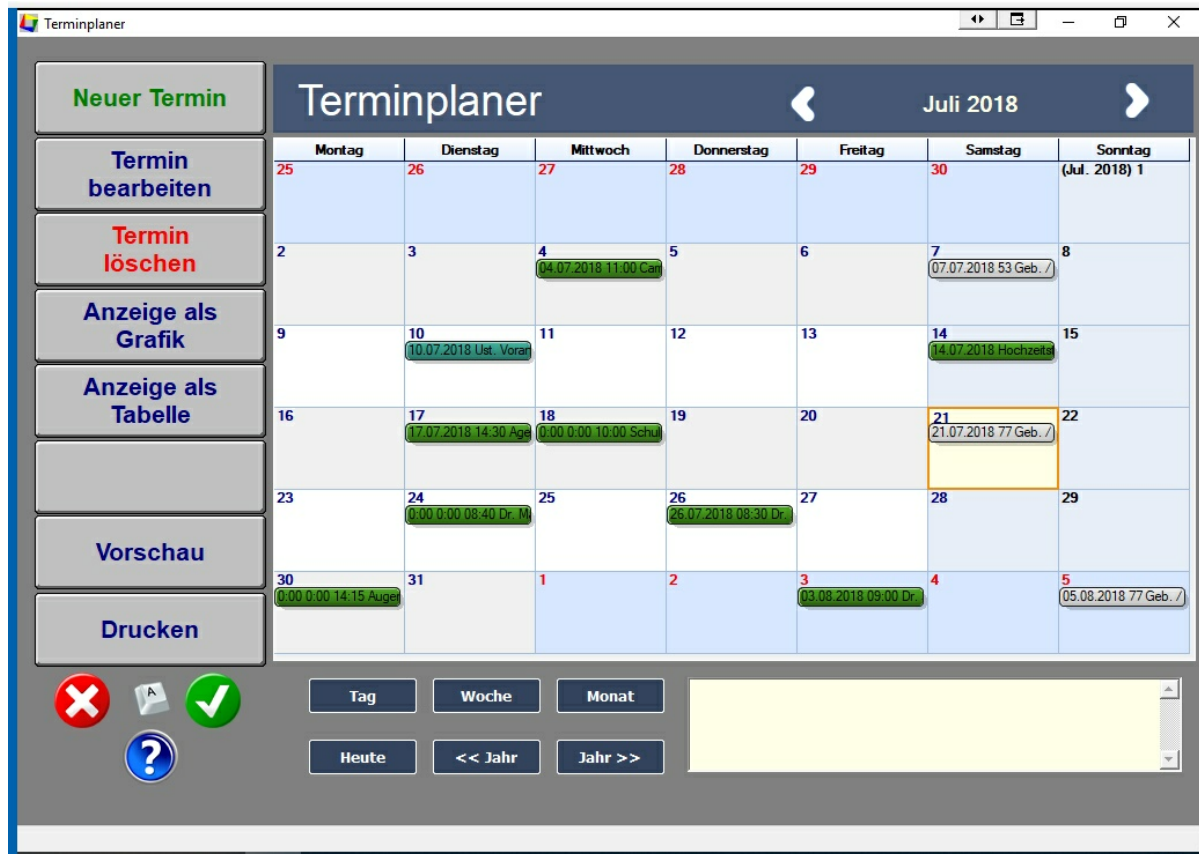 Terminplaner
Neuer Termin
Termin
bearbeiten
Termin
löschen
Anzeige als
Grafik
Anzeige als
Tabelle
Vorschau
Drucken
Terminplaner
Juli 2018
Montag Dienstag Mittwoch Donnerstag Freitag Samstag Sonntag
25 26 27 28 29 30 (Jul. 2018) 1
2 3 4 5 6 7 8
04.07.2018 11:00 07.07.2018 53 Geb. /
9 10 11 12 13 14 15
10.07.2018 Ust. Voran 14.07.2018 Hochzeitst
16 17 18 19 20 21 22
17.07.2018 14:30 Age 0:00 0:00 10:00 Schul 21.07.2018 77 Geb. /
23 24 25 26 27 28 29
0:00 0:00 08:40 Dr. 26.07.2018 08:30 Dr.
30 31 1 2 3 4 5
0:00 0:00 14:15 Augen 03.08.2018 09:00 Dr. 05.08.2018 77 Geb. /
A
?
Tag Woche Monat
Heute << Jahr Jahr >>